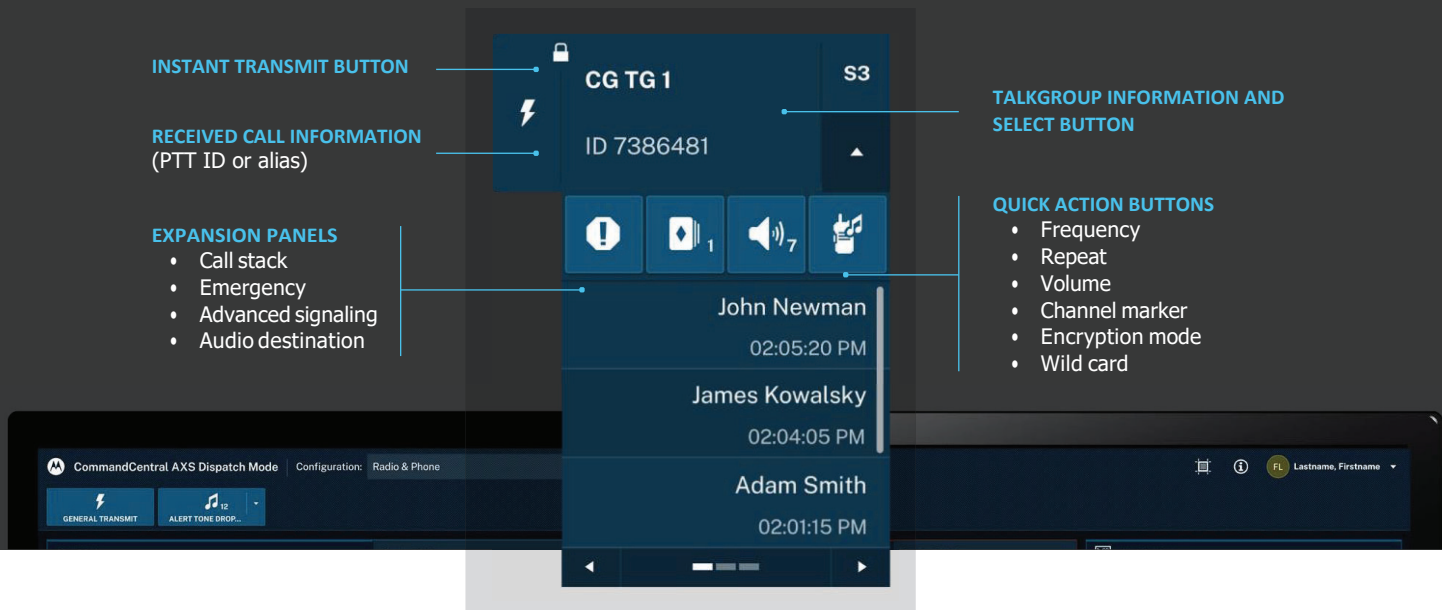 INSTANT TRANSMIT BUTTON
RECEIVED CALL INFORMATION
(PTT ID or alias)
EXPANSION PANELS
• Call stack
• Emergency
• Advanced signaling
• Audio destination
CG TG 1
S3
ID 7386481
1
7
John Newman
02:05:20 PM
James Kowalsky
02:04:05 PM
Adam Smith
02:01:15 PM
TALKGROUP INFORMATION AND
SELECT BUTTON
QUICK ACTION BUTTONS
• Frequency
• Repeat
• Volume
• Channel marker
• Encryption mode
• Wild card
CommandCentral AXS Dispatch Mode Configuration: Radio & Phone
FL Lastname, Firstname
12
GENERAL TRANSMIT ALERT TONE DROP...